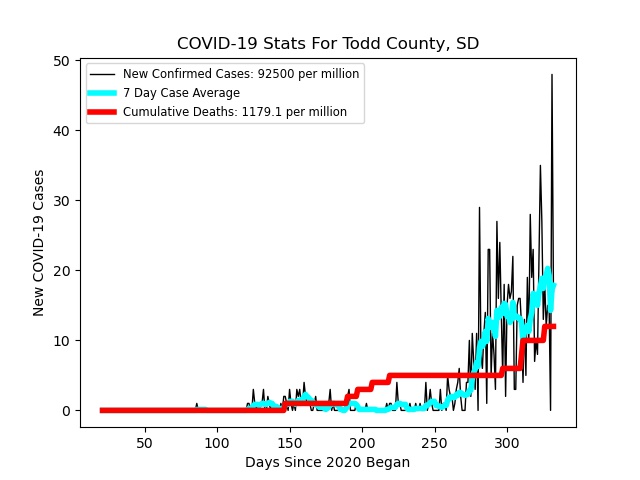 COVID-19 Stats For Todd County, SD
New Confirmed Cases: 92500 per million
7 Day Case Average
Cumulative Deaths: 1179.1 per million
New COVID-19 Cases
50
40
30
20
10
0
50 100 150 200 250 300
Days Since 2020 Began